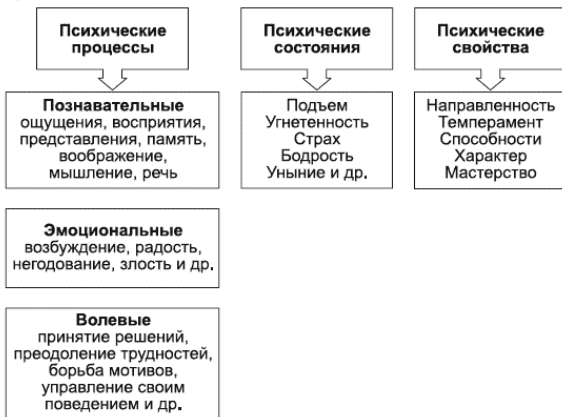 Психические
процессы
Психические
состояния
Психические
свойства
Познавательные
ощущения, восприятия,
представления, память,
воображение,
мышление, речь
Подъем
Угнетенность
Страх
Бодрость
Уныние и др.
Направленность
Темперамент
Способности
Характер
Мастерство
Эмоциональные
возбуждение, радость,
негодование, злость и др.
Волевые
принятие решений,
преодоление трудностей,
борьба мотивов,
управление своим
поведением и др.